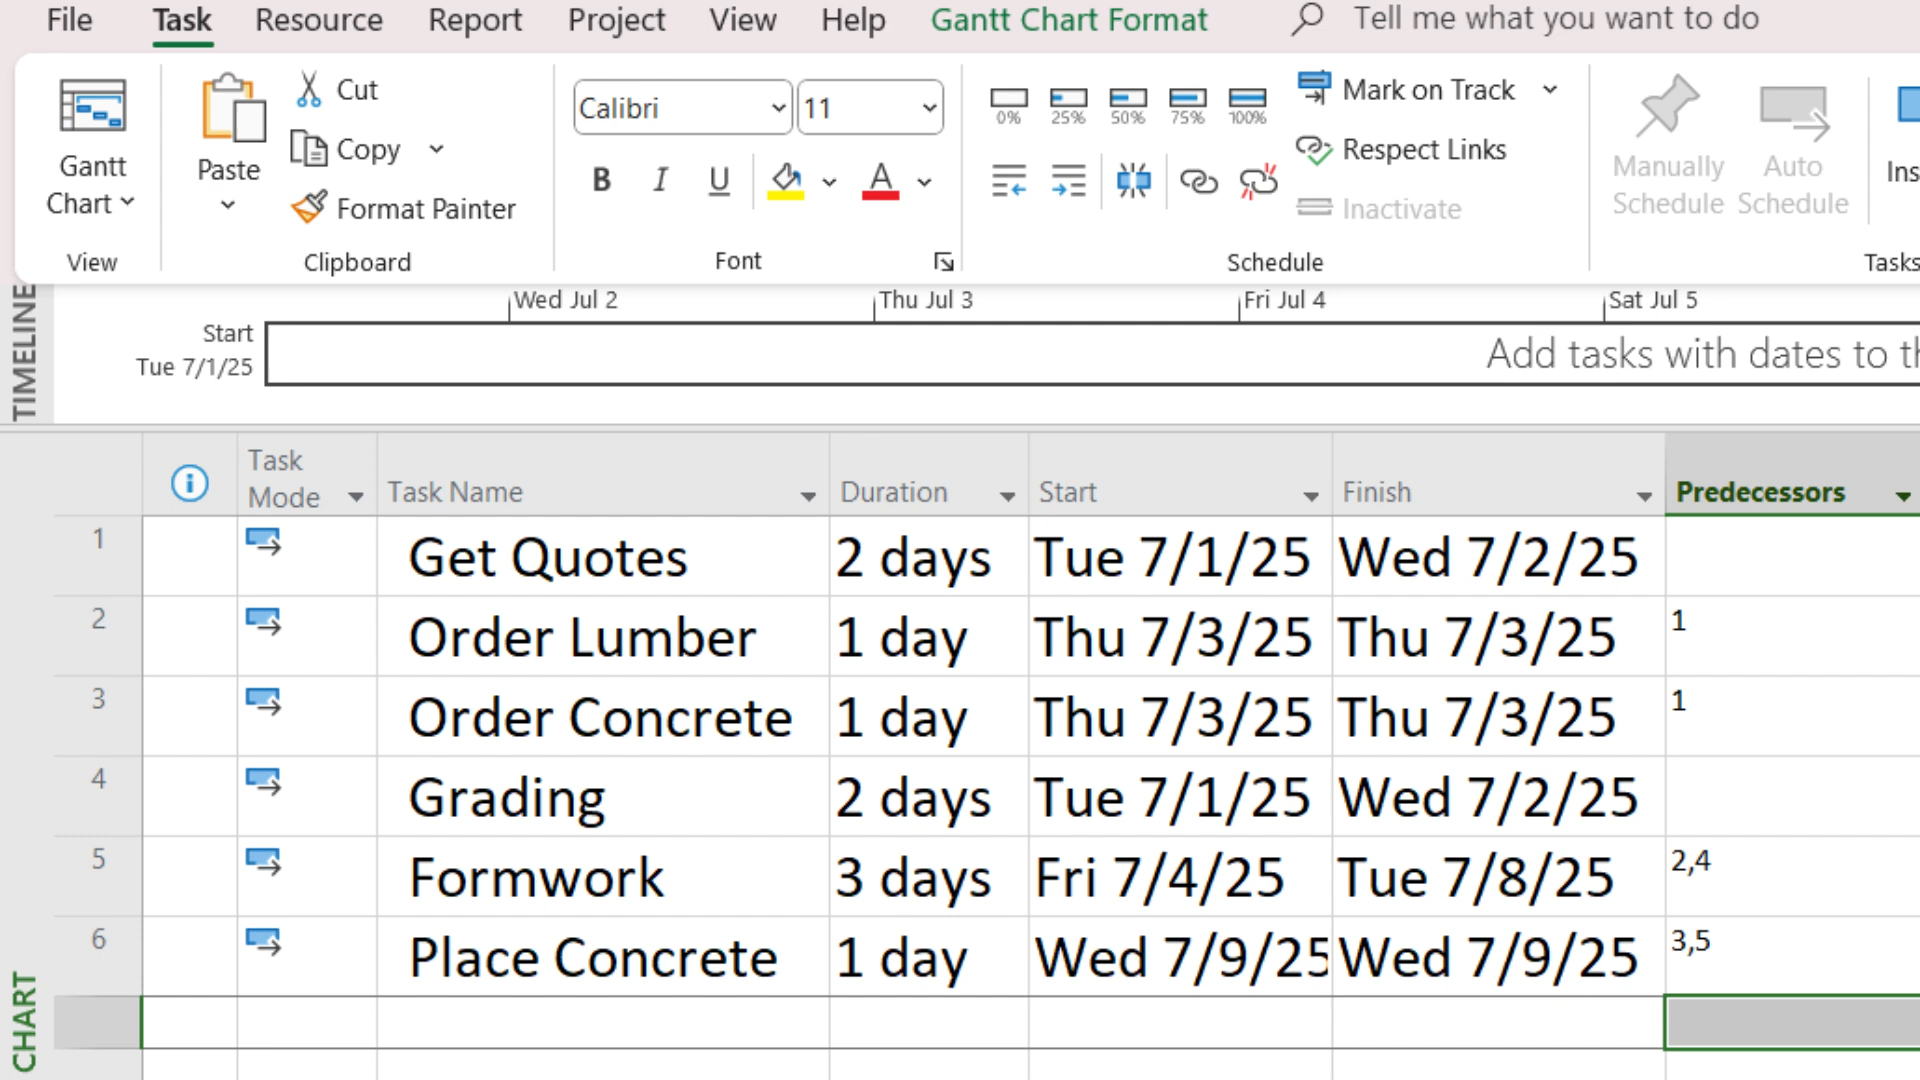 File Task Resource Report Project View Help Gantt Chart Format Tell me what you want to do
Gantt Chart
View
Paste
Cut
Copy
Format Painter
Clipboard
Calibri 11
B I U A
Font
0% 25% 50% 75% 100%
Mark on Track
Respect Links
Inactivate
Schedule
Manually Schedule
Auto Schedule
Ins
Tasks
TIMELINE
Wed Jul 2 Thu Jul 3 Fri Jul 4 Sat Jul 5
Start
Tue 7/1/25
Add tasks with dates to th
Task Mode Task Name Duration Start Finish Predecessors
1 Get Quotes 2 days Tue 7/1/25 Wed 7/2/25
2 Order Lumber 1 day Thu 7/3/25 Thu 7/3/25 1
3 Order Concrete 1 day Thu 7/3/25 Thu 7/3/25 1
4 Grading 2 days Tue 7/1/25 Wed 7/2/25
5 Formwork 3 days Fri 7/4/25 Tue 7/8/25 2,4
6 Place Concrete 1 day Wed 7/9/25 Wed 7/9/25 3,5
CHART